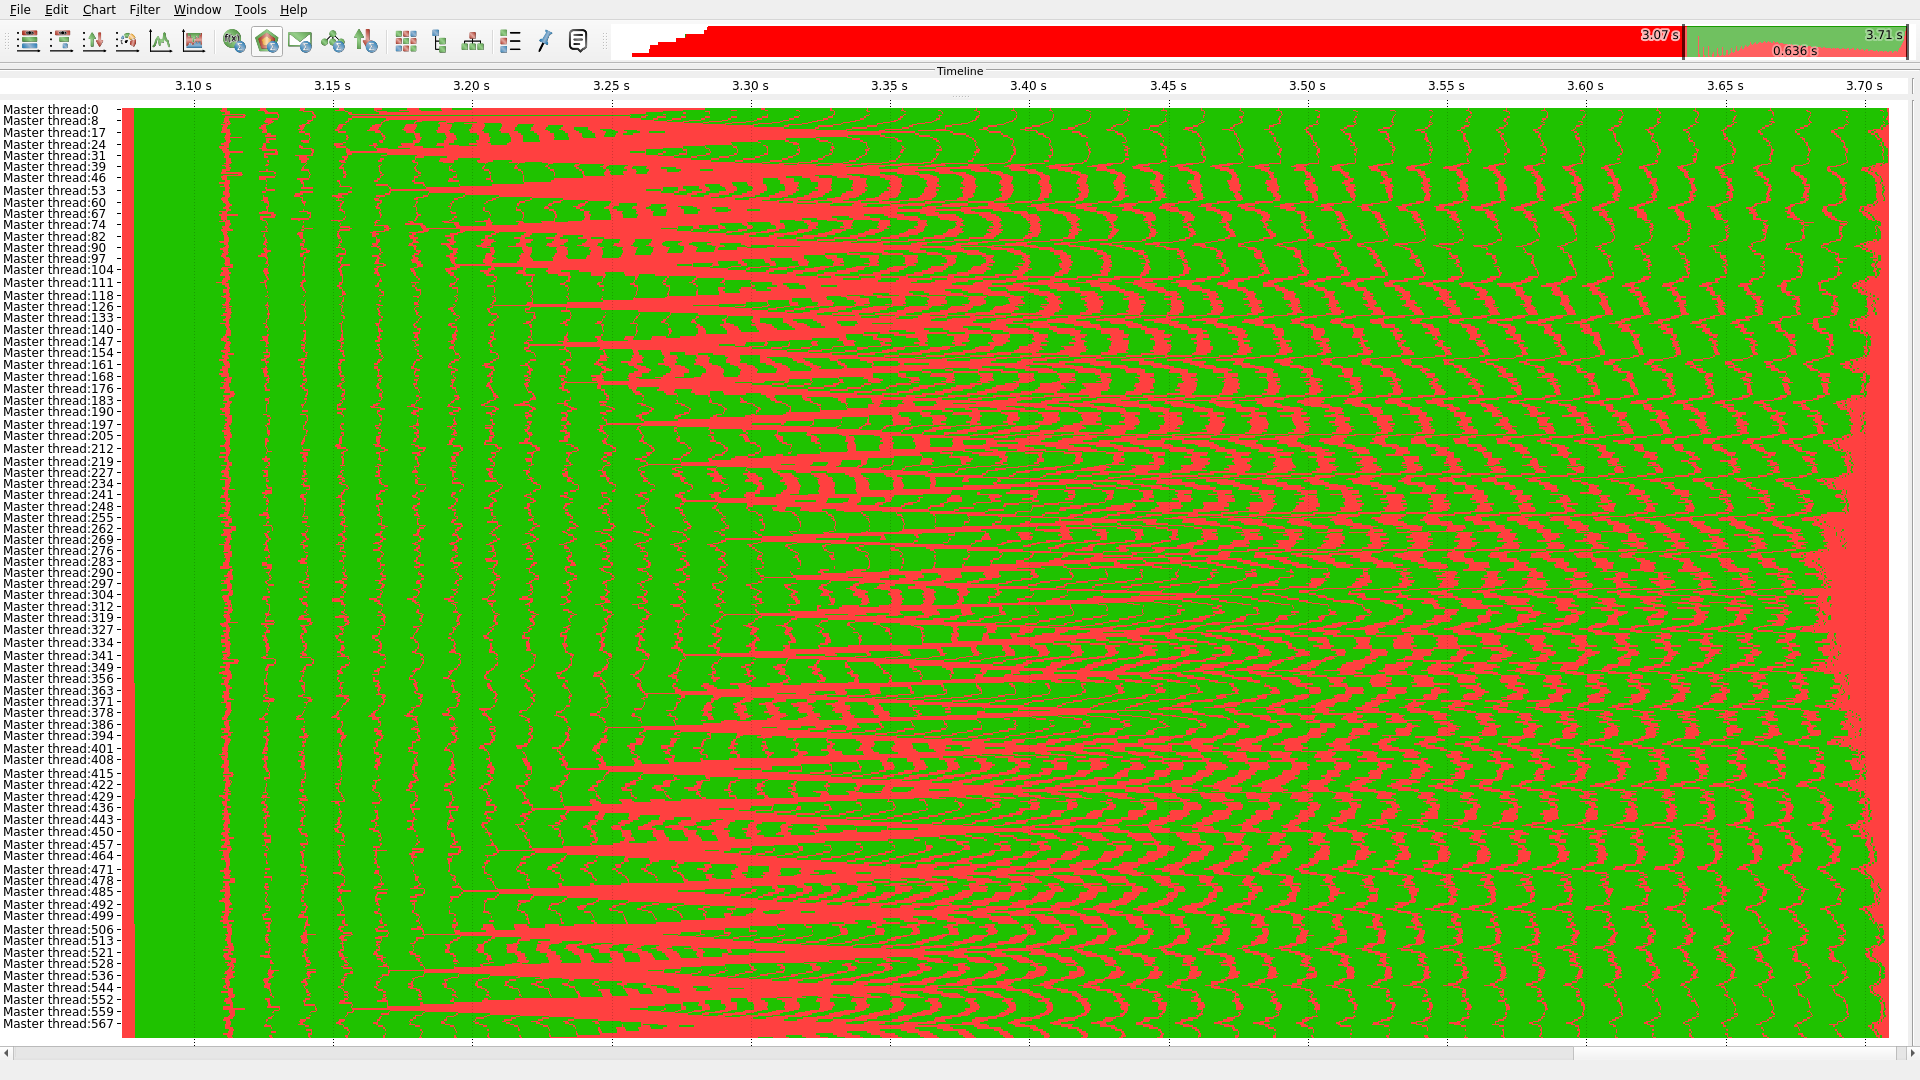 File Edit Chart Filter Window Tools Help
3.07 s 3.71 s
0.636 s
Timeline
3.10 s 3.15 s 3.20 s 3.25 s 3.30 s 3.35 s 3.40 s 3.45 s 3.50 s 3.55 s 3.60 s 3.65 s 3.70 s
Master thread:0
Master thread:8
Master thread:17
Master thread:24
Master thread:31
Master thread:39
Master thread:46
Master thread:53
Master thread:60
Master thread:67
Master thread:74
Master thread:82
Master thread:90
Master thread:97
Master thread:104
Master thread:111
Master thread:118
Master thread:126
Master thread:133
Master thread:140
Master thread:147
Master thread:154
Master thread:161
Master thread:168
Master thread:176
Master thread:183
Master thread:190
Master thread:197
Master thread:205
Master thread:212
Master thread:219
Master thread:227
Master thread:234
Master thread:241
Master thread:248
Master thread:255
Master thread:262
Master thread:269
Master thread:276
Master thread:283
Master thread:290
Master thread:297
Master thread:304
Master thread:312
Master thread:319
Master thread:327
Master thread:334
Master thread:341
Master thread:349
Master thread:356
Master thread:363
Master thread:371
Master thread:378
Master thread:386
Master thread:394
Master thread:401
Master thread:408
Master thread:415
Master thread:422
Master thread:429
Master thread:436
Master thread:443
Master thread:450
Master thread:457
Master thread:464
Master thread:471
Master thread:478
Master thread:485
Master thread:492
Master thread:499
Master thread:506
Master thread:513
Master thread:521
Master thread:528
Master thread:536
Master thread:544
Master thread:552
Master thread:559
Master thread:567